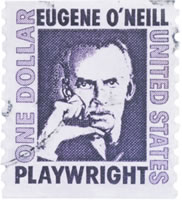 EUGENE O'NEILL
ONE DOLLAR
UNITED STATES
PLAYWRIGHT